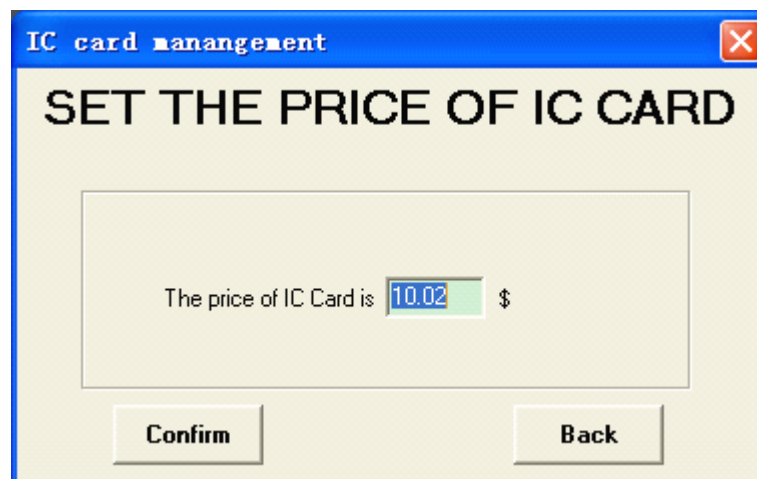 IC card manangement
SET THE PRICE OF IC CARD
The price of IC Card is 10.02 $
Confirm Back